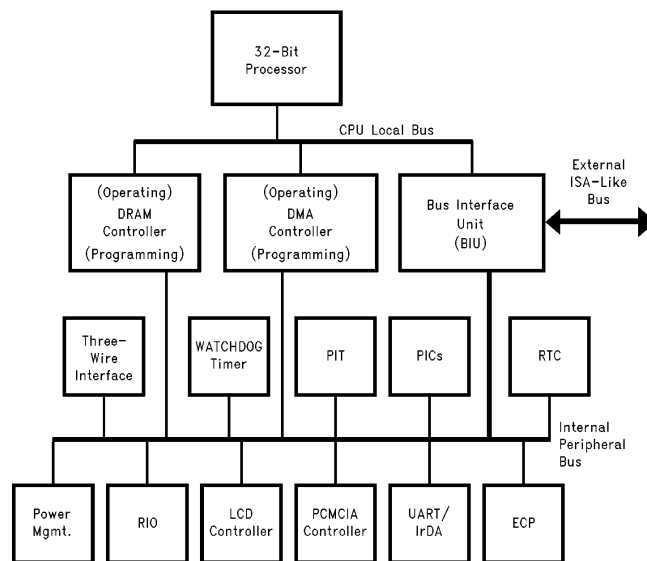 32-Bit
Processor
CPU Local Bus
External
ISA-Like
Bus
(Operating)
DRAM
Controller
(Programming)
(Operating)
DMA
Controller
(Programming)
Bus Interface
Unit
(BIU)
Three-
Wire
Interface
WATCHDOG
Timer
PIT
PICs
RTC
Internal
Peripheral
Bus
Power
Mgmt.
RIO
LCD
Controller
PCMCIA
Controller
UART/
IrDA
ECP